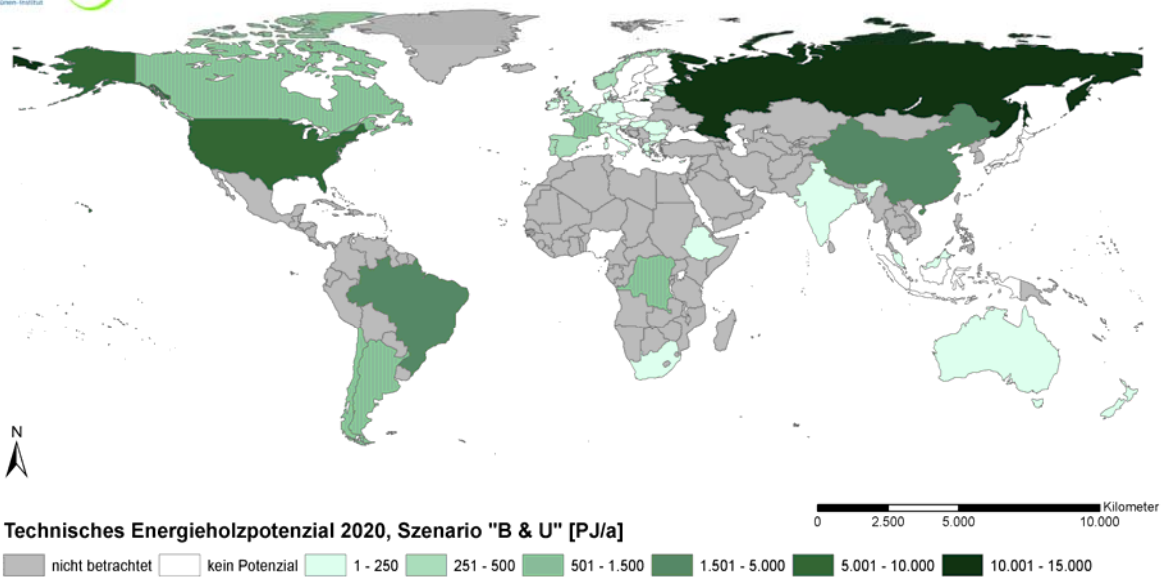 N
Kilometer
0 2.500 5.000 10.000
Technisches Energieholzpotenzial 2020, Szenario "B & U" [PJ/a]
nicht betrachtet kein Potenzial 1 - 250 251 - 500 501 - 1.500 1.501 - 5.000 5.001 - 10.000 10.001 - 15.000